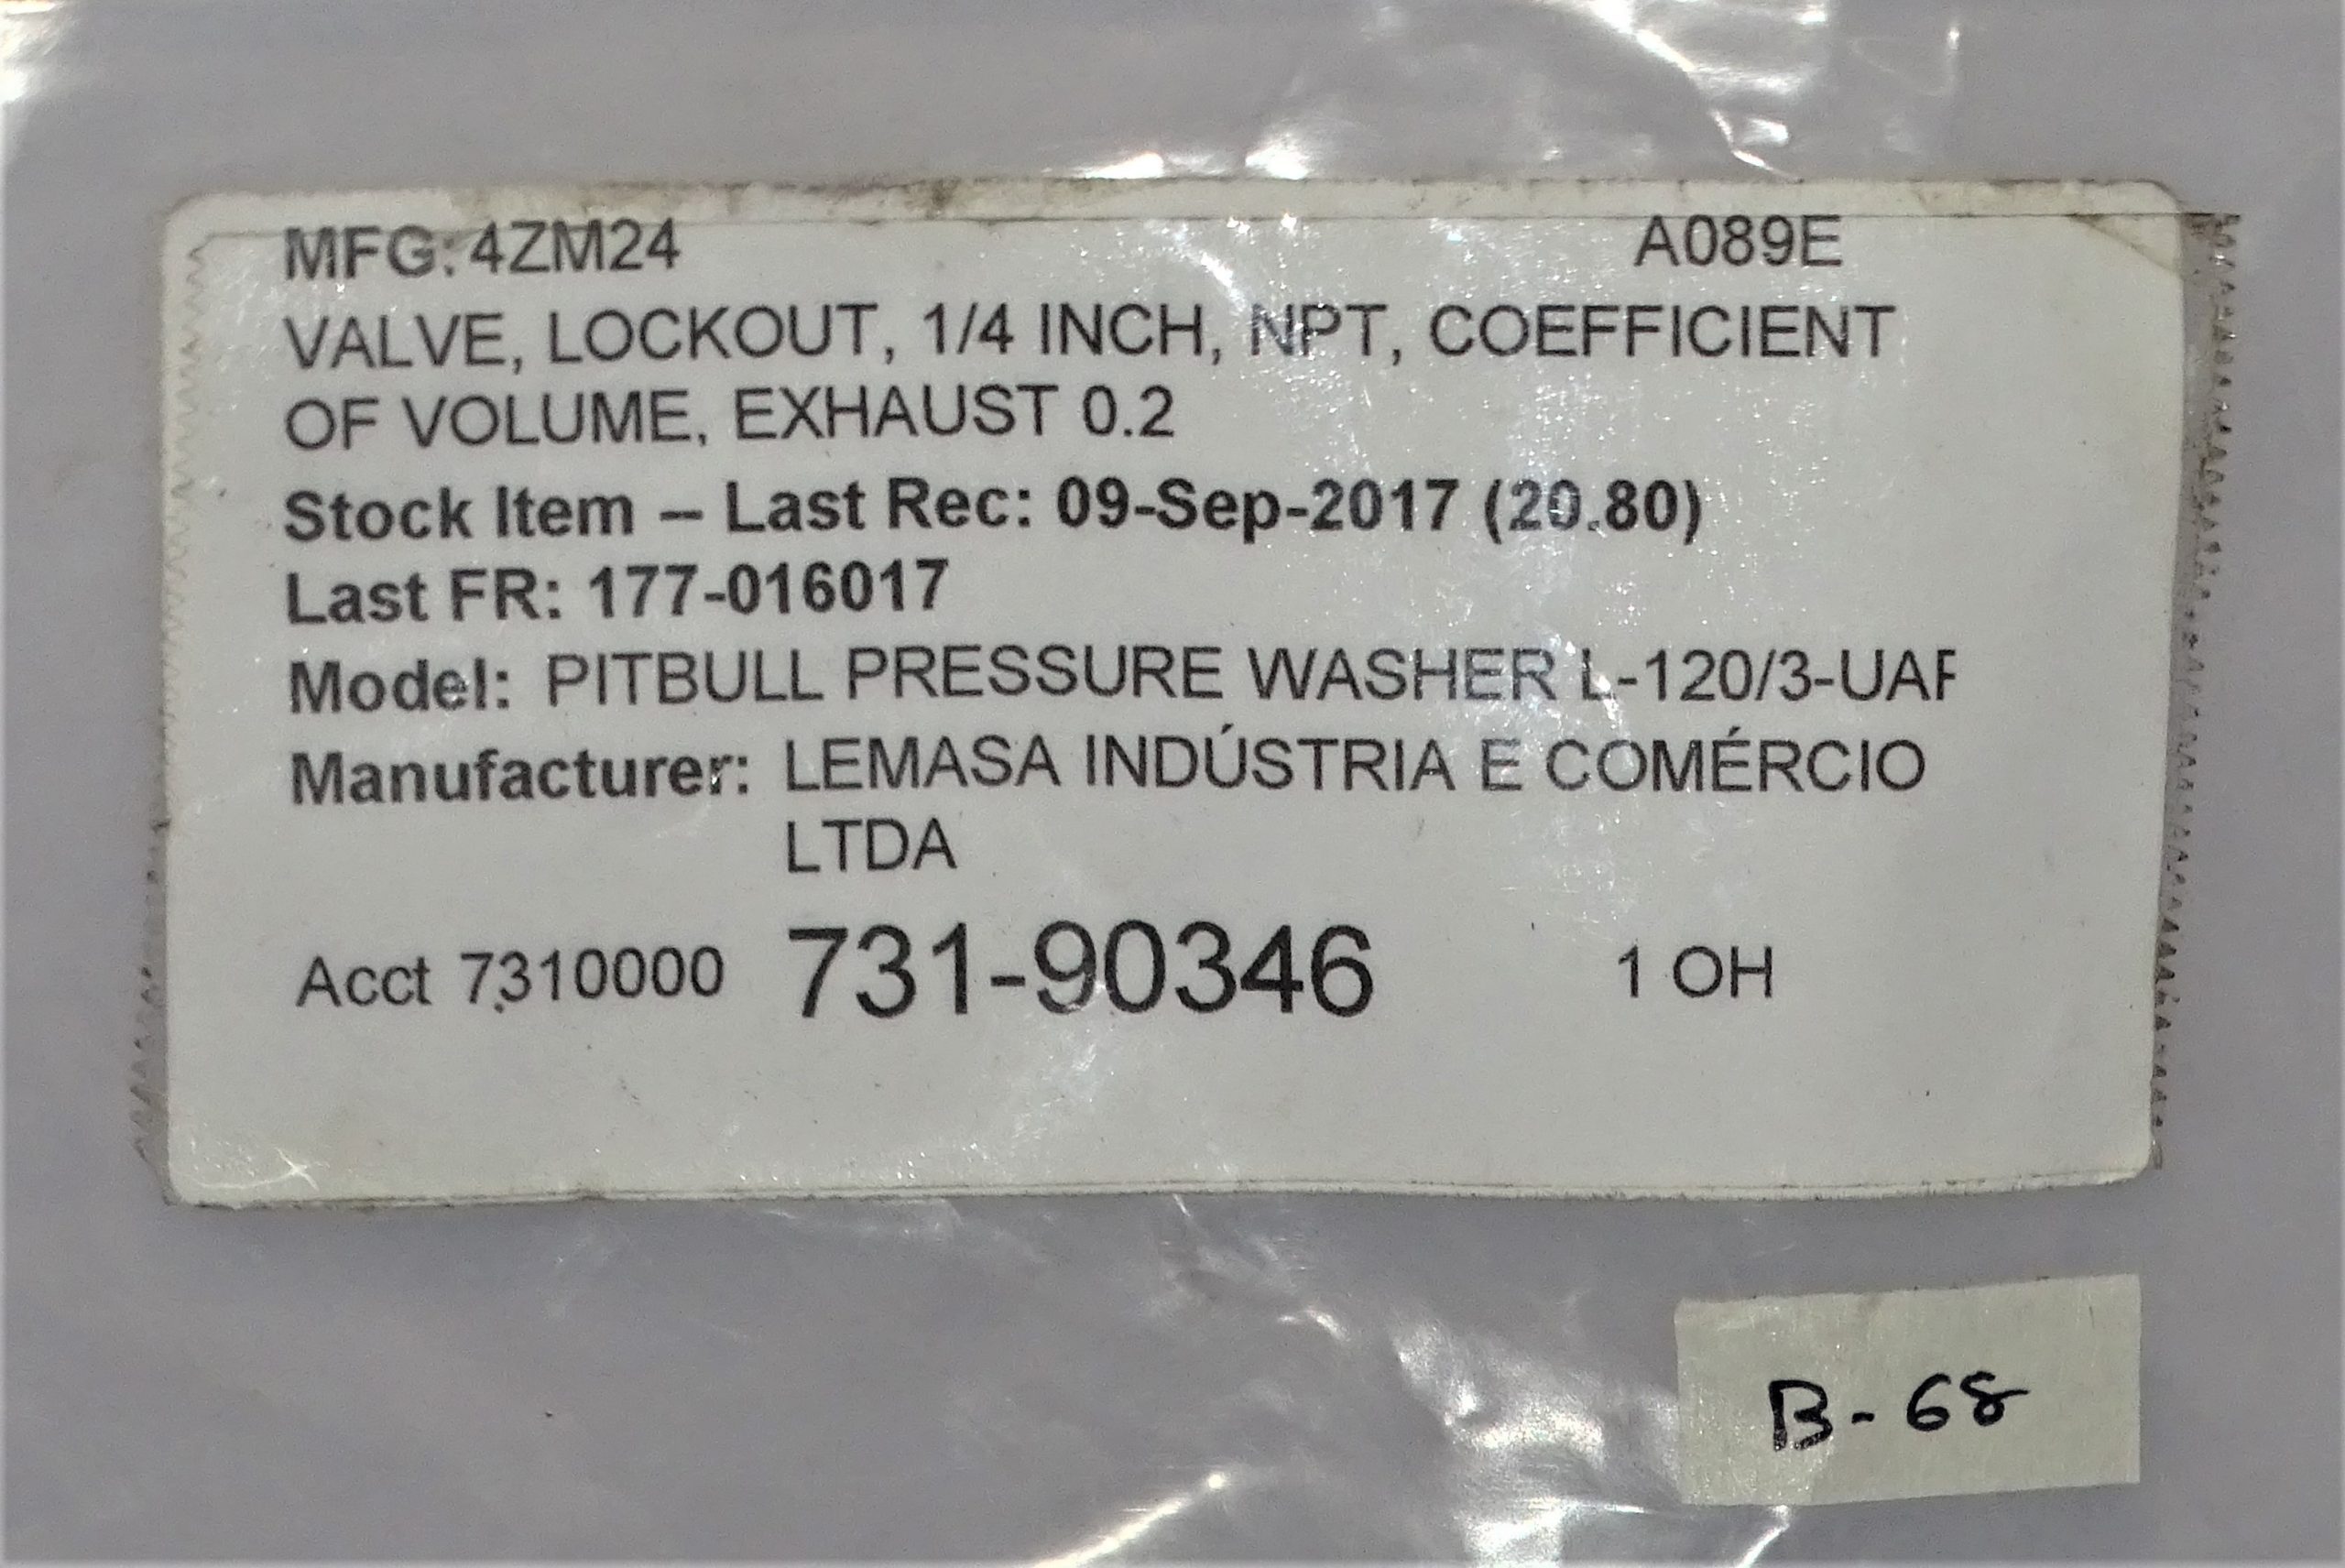 MFG: 4ZM24 A089E
VALVE, LOCKOUT, 1/4 INCH, NPT, COEFFICIENT
OF VOLUME, EXHAUST 0.2
Stock Item – Last Rec: 09-Sep-2017 (20.80)
Last FR: 177-016017
Model: PITBULL PRESSURE WASHER L-120/3-UAF
Manufacturer: LEMASA INDÚSTRIA E COMÉRCIO
LTDA
Acct 7310000 731-90346 1 OH
B-68